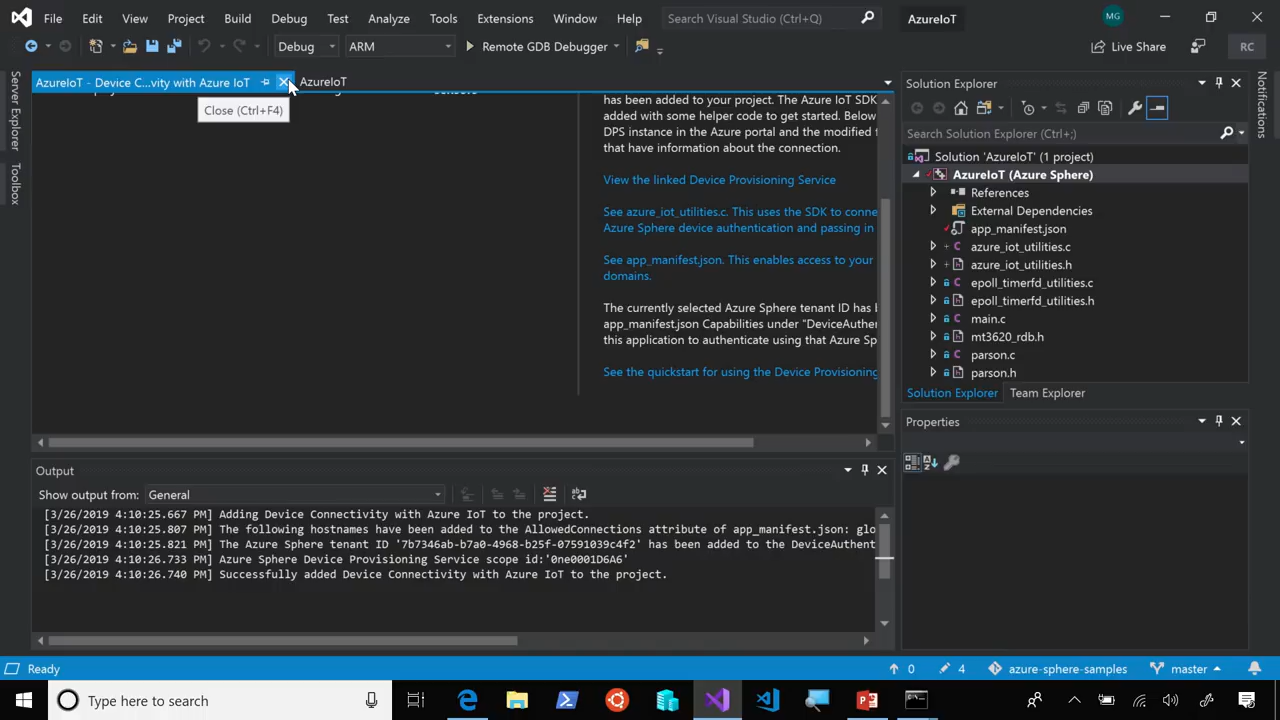 File Edit View Project Build Debug Test Analyze Tools Extensions Window Help Search Visual Studio (Ctrl+Q) AzureIoT MG
Debug ARM Remote GDB Debugger Live Share RC
AzureIoT - Device C...vity with Azure IoT AzureIoT
Close (Ctrl+F4)
Server Explorer
Toolbox
has been added to your project. The Azure IoT SDK
added with some helper code to get started. Below
DPS instance in the Azure portal and the modified f
that have information about the connection.
View the linked Device Provisioning Service
See azure_iot_utilities.c. This uses the SDK to conne
Azure Sphere device authentication and passing in
See app_manifest.json. This enables access to your
domains.
The currently selected Azure Sphere tenant ID has b
app_manifest.json Capabilities under "DeviceAuthen
this application to authenticate using that Azure Sp
See the quickstart for using the Device Provisioning
Solution Explorer
Search Solution Explorer (Ctrl+;)
Solution 'AzureIoT' (1 project)
AzureIoT (Azure Sphere)
References
External Dependencies
app_manifest.json
azure_iot_utilities.c
azure_iot_utilities.h
epoll_timerfd_utilities.c
epoll_timerfd_utilities.h
main.c
mt3620_rdb.h
parson.c
parson.h
Solution Explorer Team Explorer
Notifications
Properties
Output
Show output from: General
[3/26/2019 4:10:25.667 PM] Adding Device Connectivity with Azure IoT to the project.
[3/26/2019 4:10:25.807 PM] The following hostnames have been added to the AllowedConnections attribute of app_manifest.json: glo
[3/26/2019 4:10:25.821 PM] The Azure Sphere tenant ID '7b7346ab-b7a0-4968-b25f-07591039c4f2' has been added to the DeviceAuthent
[3/26/2019 4:10:26.733 PM] Azure Sphere Device Provisioning Service scope id:'0ne0001D6A6'
[3/26/2019 4:10:26.740 PM] Successfully added Device Connectivity with Azure IoT to the project.
Ready 0 4 azure-sphere-samples master
Type here to search